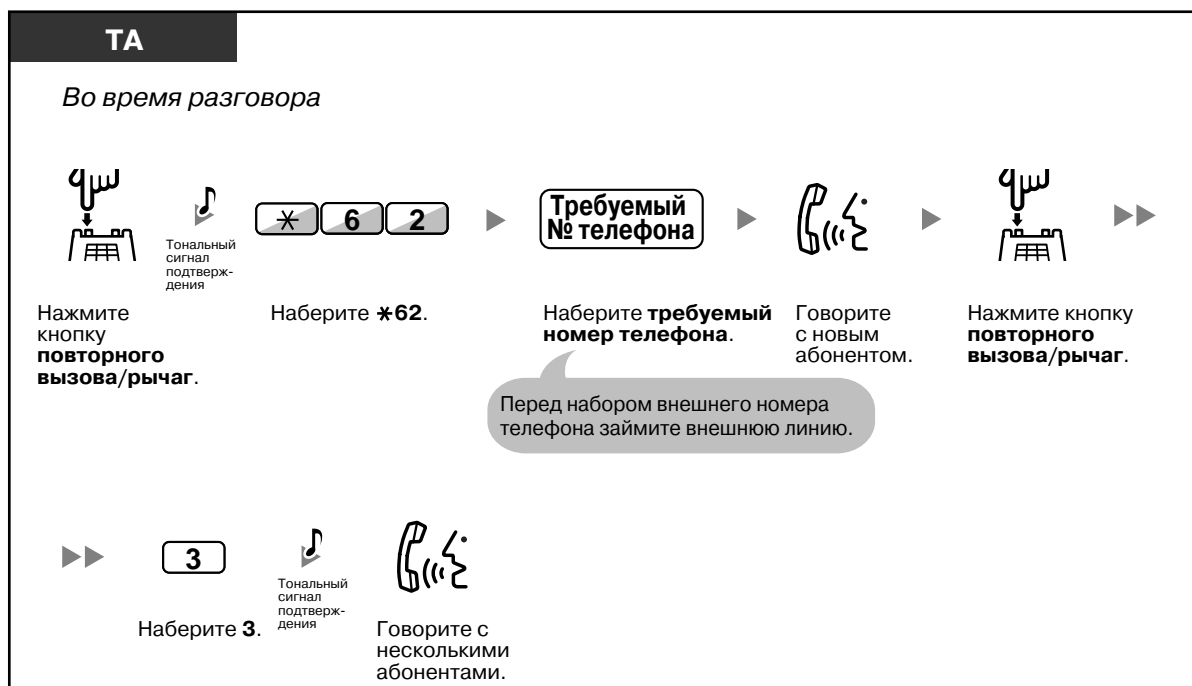 ТА
Во время разговора
Тональный
сигнал
подтверж-
дения
* 6 2
Требуемый
№ телефона
Нажмите
кнопку
повторного
вызова/рычаг.
Наберите *62.
Наберите требуемый
номер телефона.
Говорите
с новым
абонентом.
Нажмите кнопку
повторного
вызова/рычаг.
Перед набором внешнего номера
телефона займите внешнюю линию.
3
Тональный
сигнал
подтверж-
дения
Наберите 3.
Говорите с
несколькими
абонентами.